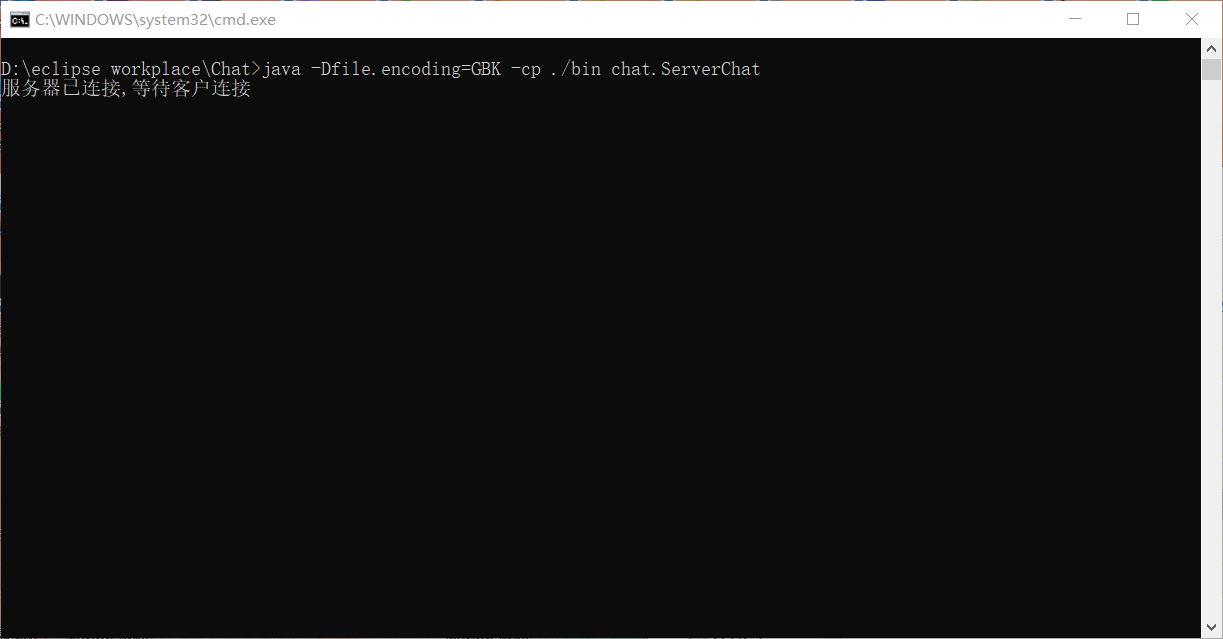 C:\WINDOWS\system32\cmd.exe
D:\eclipse workplace\Chat>java -Dfile.encoding=GBK -cp ./bin chat.ServerChat
服务器已连接,等待客户连接